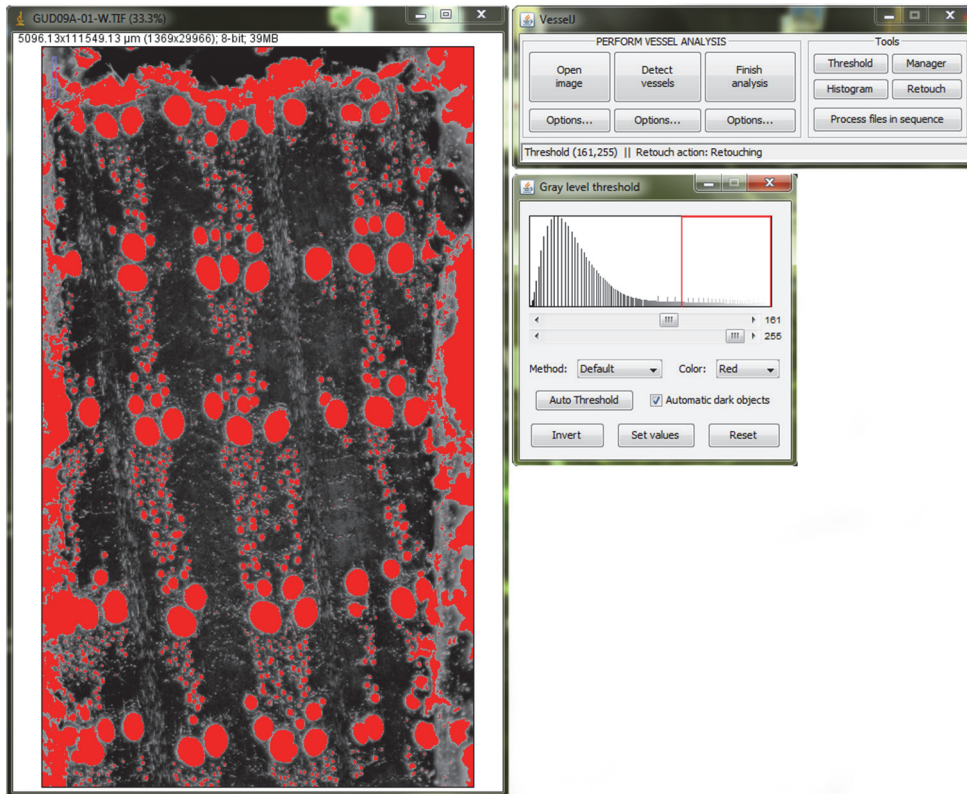 GUD09A-01-W.TIF (33.3%)
5096.13x111549.13 µm (1369x29966); 8-bit; 39MB
VesselJ
PERFORM VESSEL ANALYSIS
Open
image
Detect
vessels
Finish
analysis
Options...
Options...
Options...
Tools
Threshold
Manager
Histogram
Retouch
Process files in sequence
Threshold (161,255) || Retouch action: Retouching
Gray level threshold
161
255
Method: Default
Color: Red
Auto Threshold
Automatic dark objects
Invert
Set values
Reset